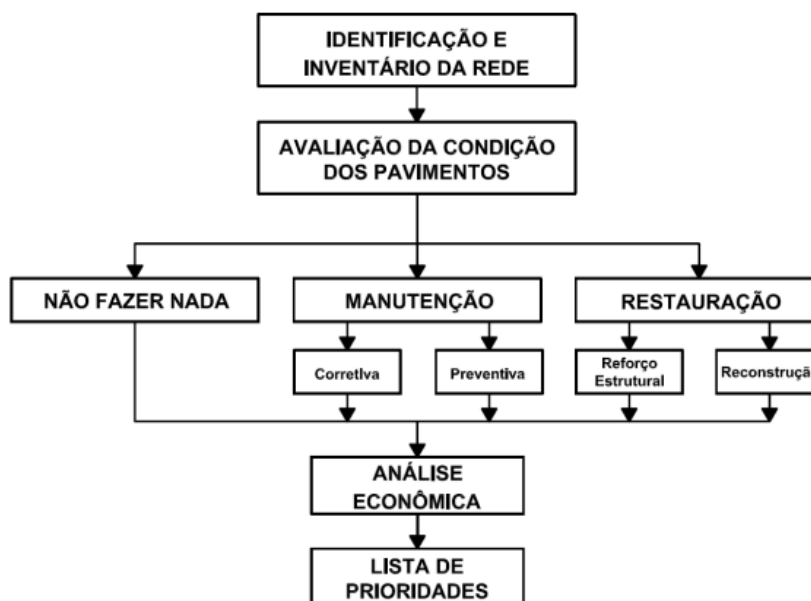 IDENTIFICAÇÃO E
INVENTÁRIO DA REDE
AVALIAÇÃO DA CONDIÇÃO
DOS PAVIMENTOS
NÃO FAZER NADA
MANUTENÇÃO
RESTAURAÇÃO
Corretiva
Preventiva
Reforço
Estrutural
Reconstruçã
ANÁLISE
ECONÔMICA
LISTA DE
PRIORIDADES